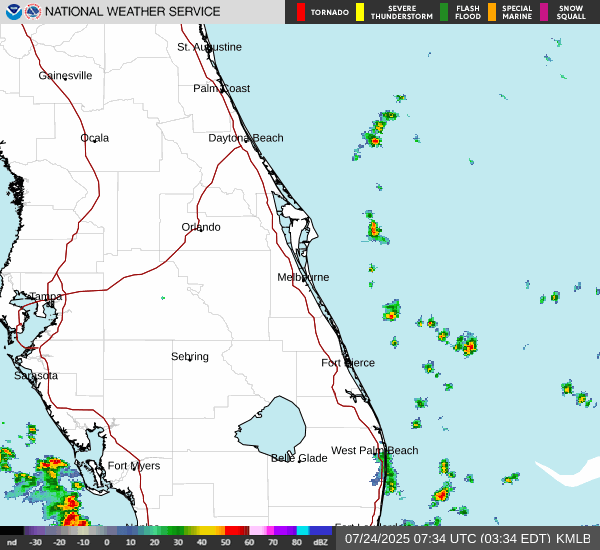 NATIONAL WEATHER SERVICE
TORNADO
SEVERE THUNDERSTORM
FLASH FLOOD
SPECIAL MARINE
SNOW SQUALL
St. Augustine
Gainesville
Palm Coast
Ocala
Daytona Beach
Orlando
Melbourne
Tampa
Sebring
Fort Pierce
Sarasota
West Palm Beach
Belle Glade
Fort Myers
nd -30 -20 -10 0 10 20 30 40 50 60 70 80 dBZ
07/24/2025 07:34 UTC (03:34 EDT) KMLB